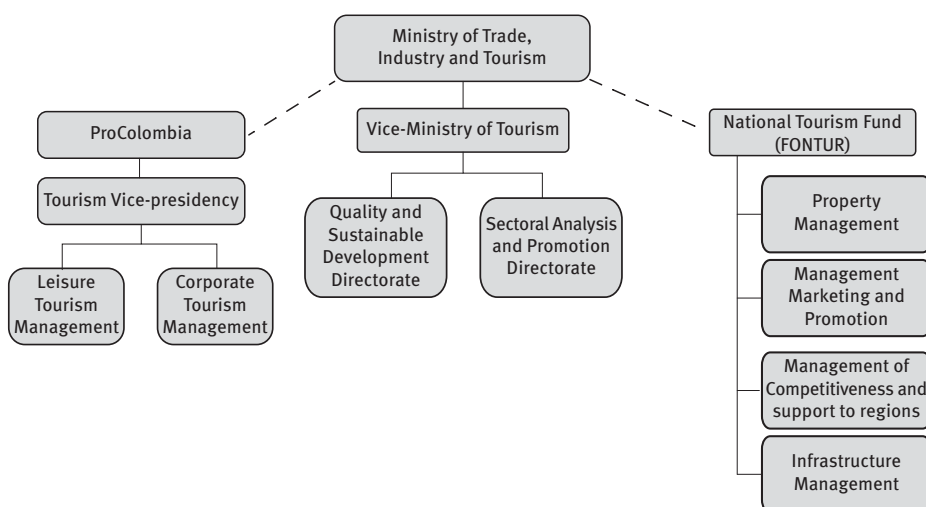 Ministry of Trade,
Industry and Tourism
ProColombia
Vice-Ministry of Tourism
National Tourism Fund
(FONTUR)
Tourism Vice-presidency
Quality and
Sustainable
Development
Directorate
Sectoral Analysis
and Promotion
Directorate
Property
Management
Leisure
Tourism
Management
Corporate
Tourism
Management
Management
Marketing and
Promotion
Management of
Competitiveness and
support to regions
Infrastructure
Management